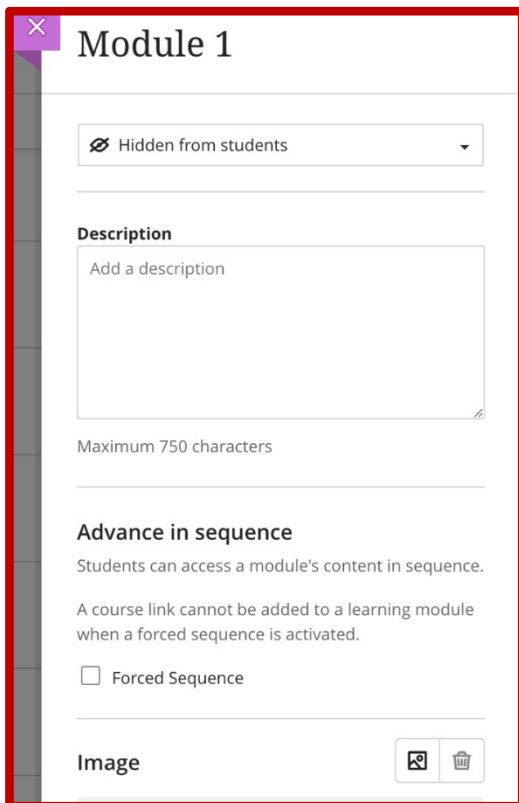 Module 1
Hidden from students
Description
Add a description
Maximum 750 characters
Advance in sequence
Students can access a module's content in sequence.
A course link cannot be added to a learning module
when a forced sequence is activated.
Forced Sequence
Image